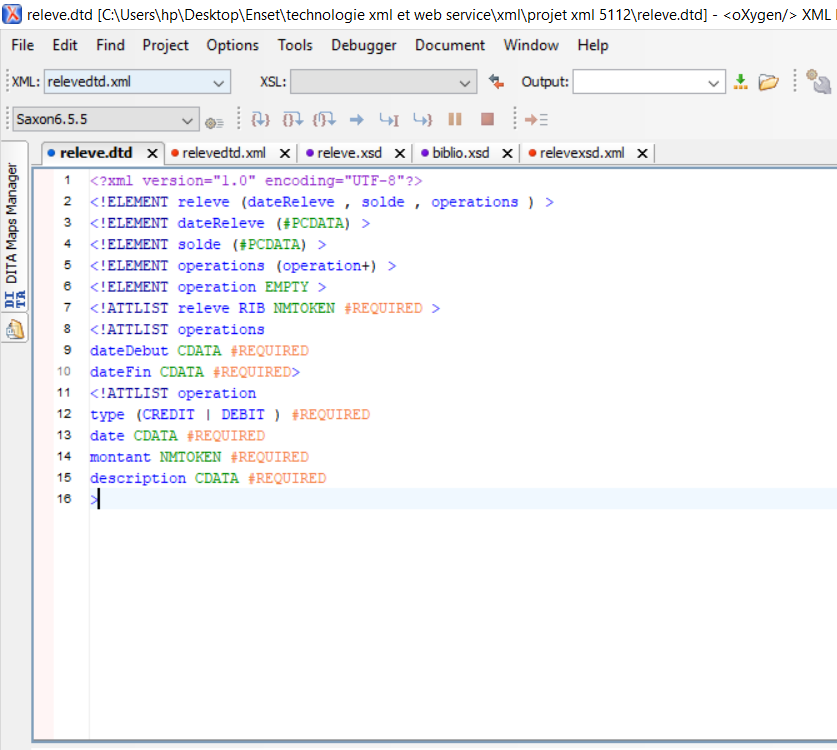 releve.dtd [C:\Users\hp\Desktop\Enset\technologie xml et web service\xml\projet xml 5112\releve.dtd] - <oXygen/> XML
File Edit Find Project Options Tools Debugger Document Window Help
XML: relevedtd.xml XSL: Output:
Saxon6.5.5
releve.dtd relevedtd.xml releve.xsd biblio.xsd relevexsd.xml
DITA Maps Manager
1 <?xml version="1.0" encoding="UTF-8"?>
2 <!ELEMENT releve (dateReleve , solde , operations ) >
3 <!ELEMENT dateReleve (#PCDATA) >
4 <!ELEMENT solde (#PCDATA) >
5 <!ELEMENT operations (operation+) >
6 <!ELEMENT operation EMPTY >
7 <!ATTLIST releve RIB NMTOKEN #REQUIRED >
8 <!ATTLIST operations
9 dateDebut CDATA #REQUIRED
10 dateFin CDATA #REQUIRED>
11 <!ATTLIST operation
12 type (CREDIT | DEBIT ) #REQUIRED
13 date CDATA #REQUIRED
14 montant NMTOKEN #REQUIRED
15 description CDATA #REQUIRED
16 >